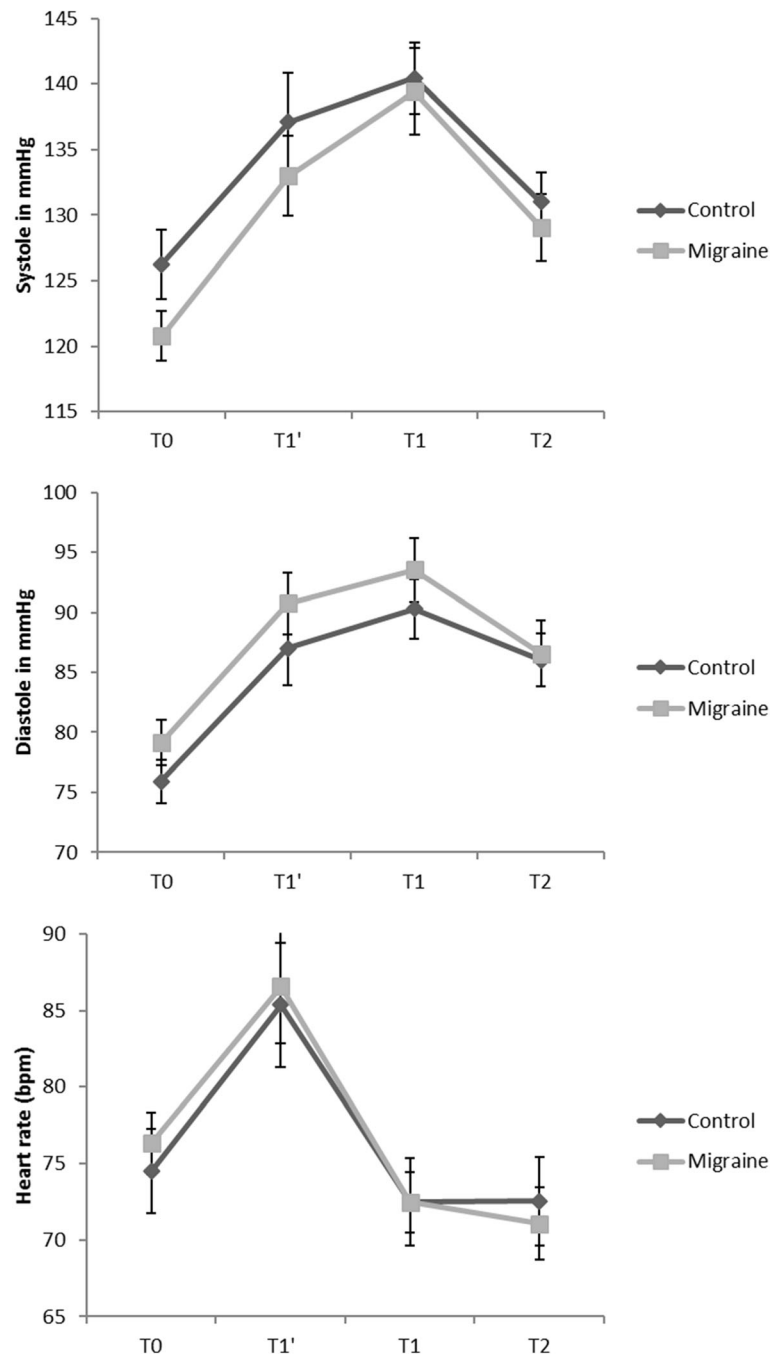 Systole in mmHg
145
140
135
130
125
120
115
T0 T1' T1 T2
Control
Migraine
Diastole in mmHg
100
95
90
85
80
75
70
T0 T1' T1 T2
Control
Migraine
Heart rate (bpm)
90
85
80
75
70
65
T0 T1' T1 T2
Control
Migraine